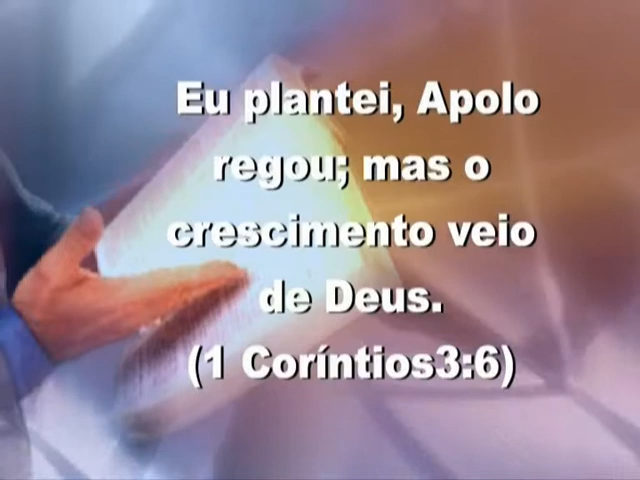 Eu plantei, Apolo
regou; mas o
crescimento veio
de Deus.
(1 Coríntios3:6)